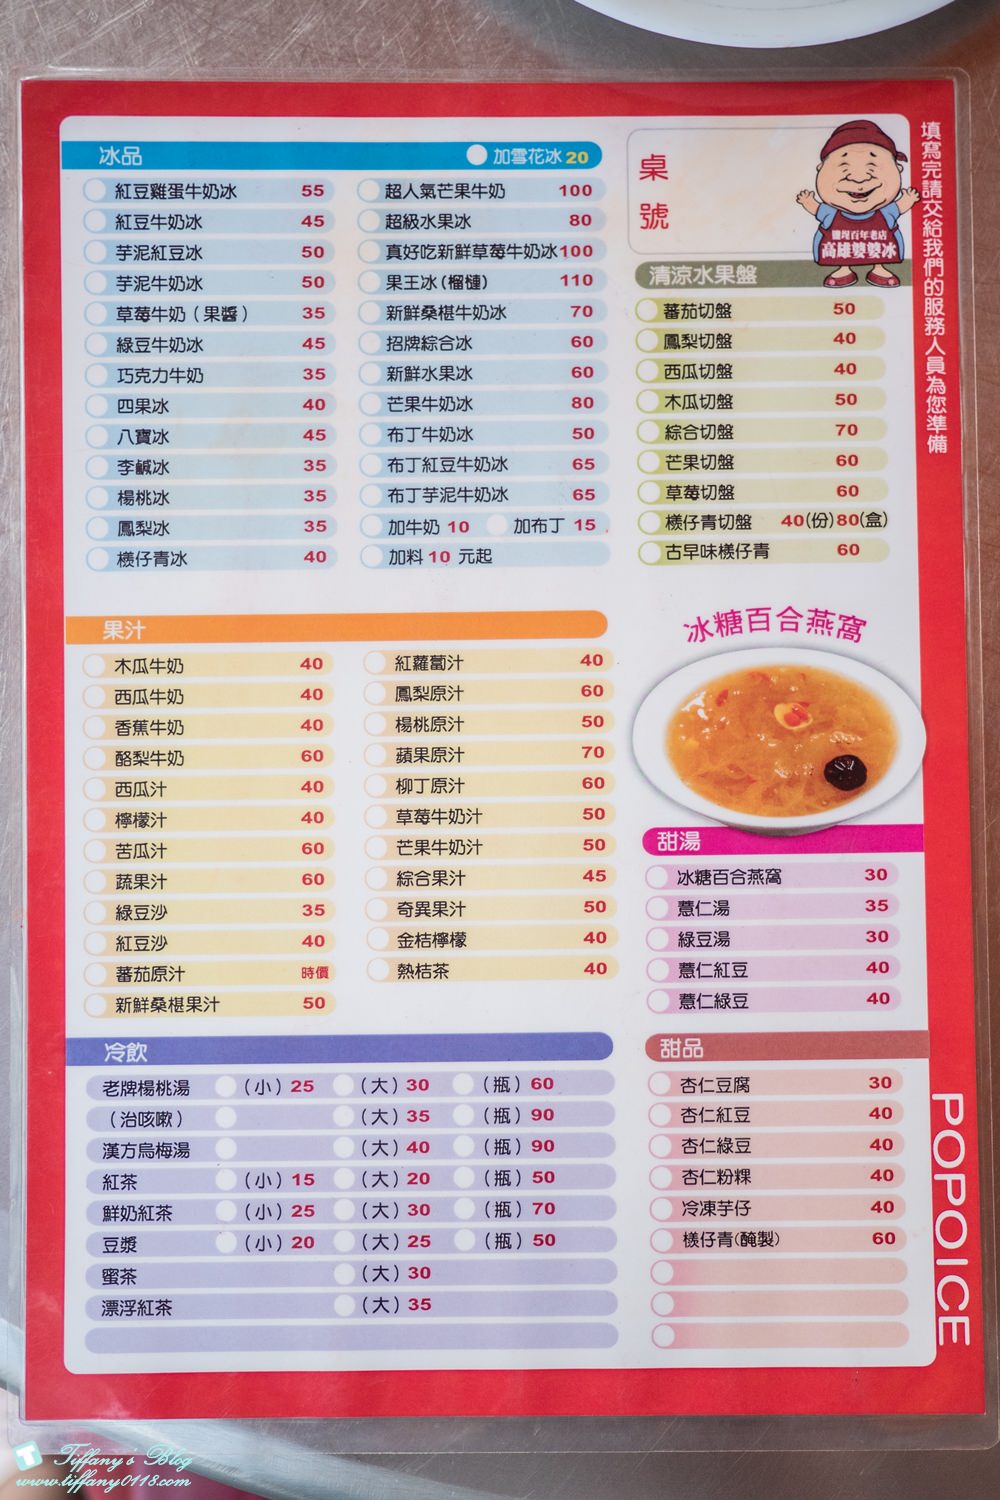 冰品 加雪花冰20
紅豆雞蛋牛奶冰 55
紅豆牛奶冰 45
芋泥紅豆冰 50
芋泥牛奶冰 50
草莓牛奶（果醬） 35
綠豆牛奶冰 45
巧克力牛奶 35
四果冰 40
八寶冰 45
李鹹冰 35
楊桃冰 35
鳳梨冰 35
檨仔青冰 40
超人氣芒果牛奶 100
超級水果冰 80
真好吃新鮮草莓牛奶冰100
果王冰(榴槤) 110
新鮮桑椹牛奶冰 70
招牌綜合冰 60
新鮮水果冰 60
芒果牛奶冰 80
布丁牛奶冰 50
布丁紅豆牛奶冰 65
布丁芋泥牛奶冰 65
加牛奶 10 加布丁 15
加料 10 元起
桌號
鹽埕百年老店
高雄婆婆冰
填寫完請交給我們的服務人員為您準備
清涼水果盤
蕃茄切盤 50
鳳梨切盤 40
西瓜切盤 40
木瓜切盤 50
綜合切盤 70
芒果切盤 60
草莓切盤 60
檨仔青切盤 40(份)80(盒)
古早味檨仔青 60
果汁
木瓜牛奶 40
西瓜牛奶 40
香蕉牛奶 40
酪梨牛奶 60
西瓜汁 40
檸檬汁 40
苦瓜汁 60
蔬果汁 60
綠豆沙 35
紅豆沙 40
蕃茄原汁 時價
新鮮桑椹果汁 50
紅蘿蔔汁 40
鳳梨原汁 60
楊桃原汁 50
蘋果原汁 70
柳丁原汁 60
草莓牛奶汁 50
芒果牛奶汁 50
綜合果汁 45
奇異果汁 50
金桔檸檬 40
熱桔茶 40
冰糖百合燕窩
甜湯
冰糖百合燕窩 30
薏仁湯 35
綠豆湯 30
薏仁紅豆 40
薏仁綠豆 40
冷飲
老牌楊桃湯 （小）25 （大）30 （瓶）60
（治咳嗽） （大）35 （瓶）90
漢方烏梅湯 （大）40 （瓶）90
紅茶 （小）15 （大）20 （瓶）50
鮮奶紅茶 （小）25 （大）30 （瓶）70
豆漿 （小）20 （大）25 （瓶）50
蜜茶 （大）30
漂浮紅茶 （大）35
甜品
杏仁豆腐 30
杏仁紅豆 40
杏仁綠豆 40
杏仁粉粿 40
冷凍芋仔 40
檨仔青(醃製) 60
POPOICE
Tiffany's Blog
www.tiffany0118.com